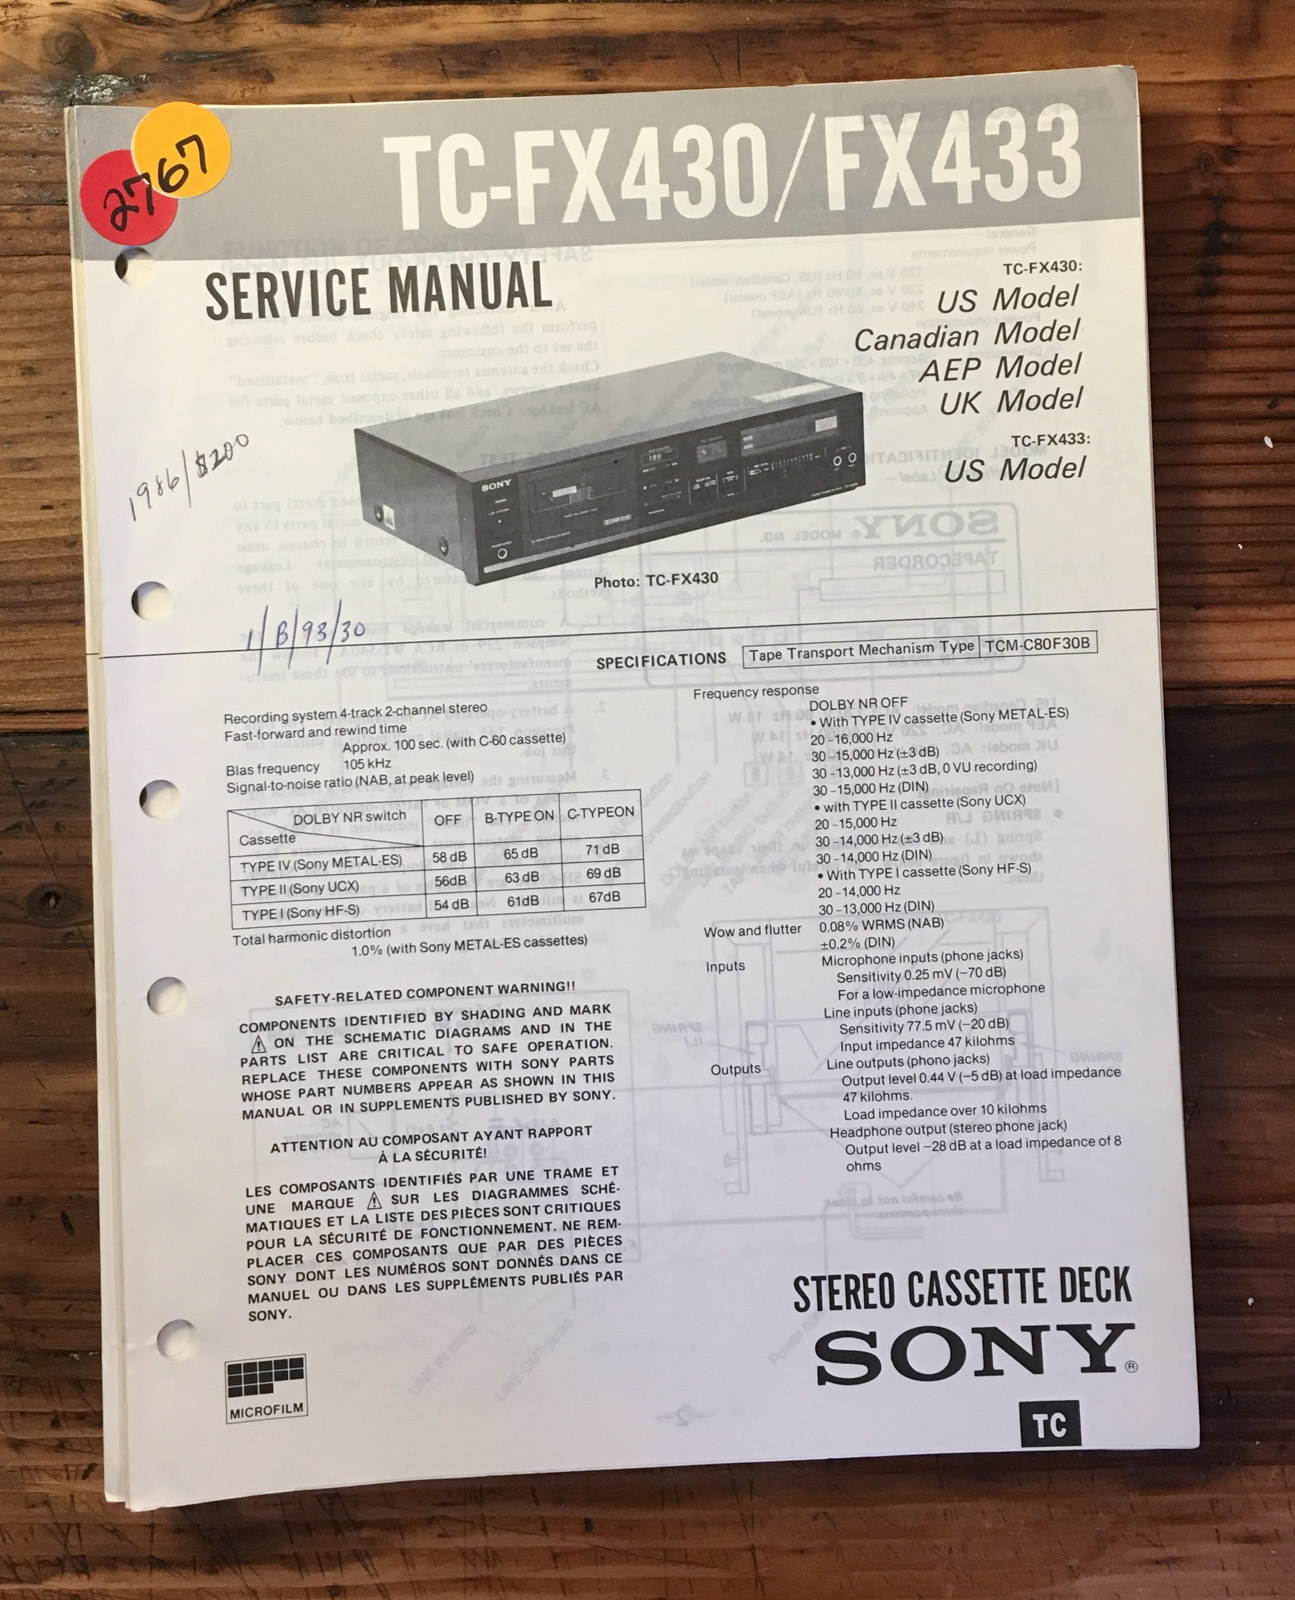 2767
TC-FX430/FX433
SERVICE MANUAL
TC-FX430:
US Model
Canadian Model
AEP Model
UK Model
TC-FX433:
US Model
1986/$200
SONY
Photo: TC-FX430
1/B/93/30
SPECIFICATIONS
Tape Transport Mechanism Type TCM-C80F30B
Recording system 4-track 2-channel stereo
Fast-forward and rewind time
Approx. 100 sec. (with C-60 cassette)
Bias frequency 105 kHz
Signal-to-noise ratio (NAB, at peak level)
DOLBY NR switch OFF B-TYPE ON C-TYPEON
Cassette
TYPE IV (Sony METAL-ES) 58 dB 65 dB 71 dB
TYPE II (Sony UCX) 56dB 63 dB 69 dB
TYPE I (Sony HF-S) 54 dB 61dB 67dB
Total harmonic distortion
1.0% (with Sony METAL-ES cassettes)
SAFETY-RELATED COMPONENT WARNING!!
COMPONENTS IDENTIFIED BY SHADING AND MARK
⚠ ON THE SCHEMATIC DIAGRAMS AND IN THE
PARTS LIST ARE CRITICAL TO SAFE OPERATION.
REPLACE THESE COMPONENTS WITH SONY PARTS
WHOSE PART NUMBERS APPEAR AS SHOWN IN THIS
MANUAL OR IN SUPPLEMENTS PUBLISHED BY SONY.
ATTENTION AU COMPOSANT AYANT RAPPORT
À LA SÉCURITÉ!
LES COMPOSANTS IDENTIFIÉS PAR UNE TRAME ET
UNE MARQUE ⚠ SUR LES DIAGRAMMES SCHÉ-
MATIQUES ET LA LISTE DES PIÈCES SONT CRITIQUES
POUR LA SÉCURITÉ DE FONCTIONNEMENT. NE REM-
PLACER CES COMPOSANTS QUE PAR DES PIÈCES
SONY DONT LES NUMÉROS SONT DONNÉS DANS CE
MANUEL OU DANS LES SUPPLÉMENTS PUBLIÉS PAR
SONY.
MICROFILM
Frequency response
DOLBY NR OFF
• With TYPE IV cassette (Sony METAL-ES)
20-16,000 Hz
30-15,000 Hz (±3 dB)
30-13,000 Hz (±3 dB, 0 VU recording)
30-15,000 Hz (DIN)
• with TYPE II cassette (Sony UCX)
20-15,000 Hz
30-14,000 Hz (±3 dB)
30-14,000 Hz (DIN)
• With TYPE I cassette (Sony HF-S)
20-14,000 Hz
30-13,000 Hz (DIN)
Wow and flutter 0.08% WRMS (NAB)
±0.2% (DIN)
Inputs Microphone inputs (phone jacks)
Sensitivity 0.25 mV (−70 dB)
For a low-impedance microphone
Line inputs (phone jacks)
Sensitivity 77.5 mV (−20 dB)
Input impedance 47 kilohms
Outputs Line outputs (phono jacks)
Output level 0.44 V (−5 dB) at load impedance
47 kilohms.
Load impedance over 10 kilohms
Headphone output (stereo phone jack)
Output level −28 dB at a load impedance of 8
ohms
STEREO CASSETTE DECK
SONY®
TC